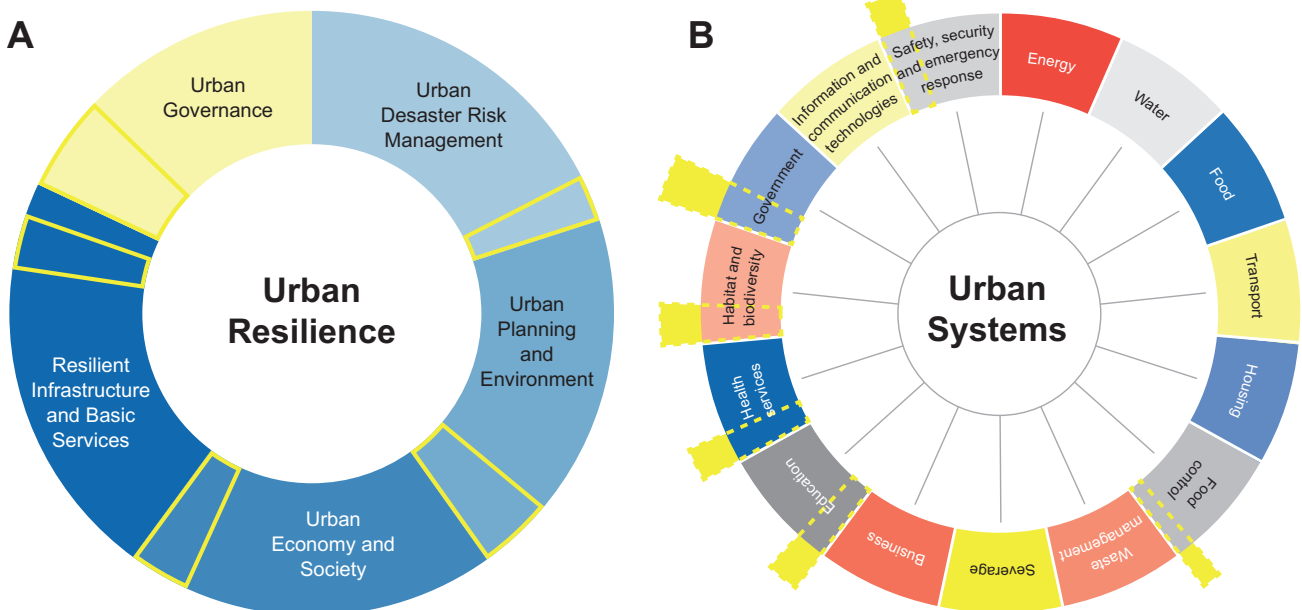 A
Urban
Governance
Urban
Desaster Risk
Management
Urban
Planning
and
Environment
Urban
Economy and
Society
Resilient
Infrastructure
and Basic
Services
Urban
Resilience
B
Safety, security
and emergency
response
Energy
Water
Food
Transport
Housing
Food
control
Waste
management
Severage
Business
Education
Health
services
Habitat and
biodiversity
Government
Information and
communication
technologies
Urban
Systems